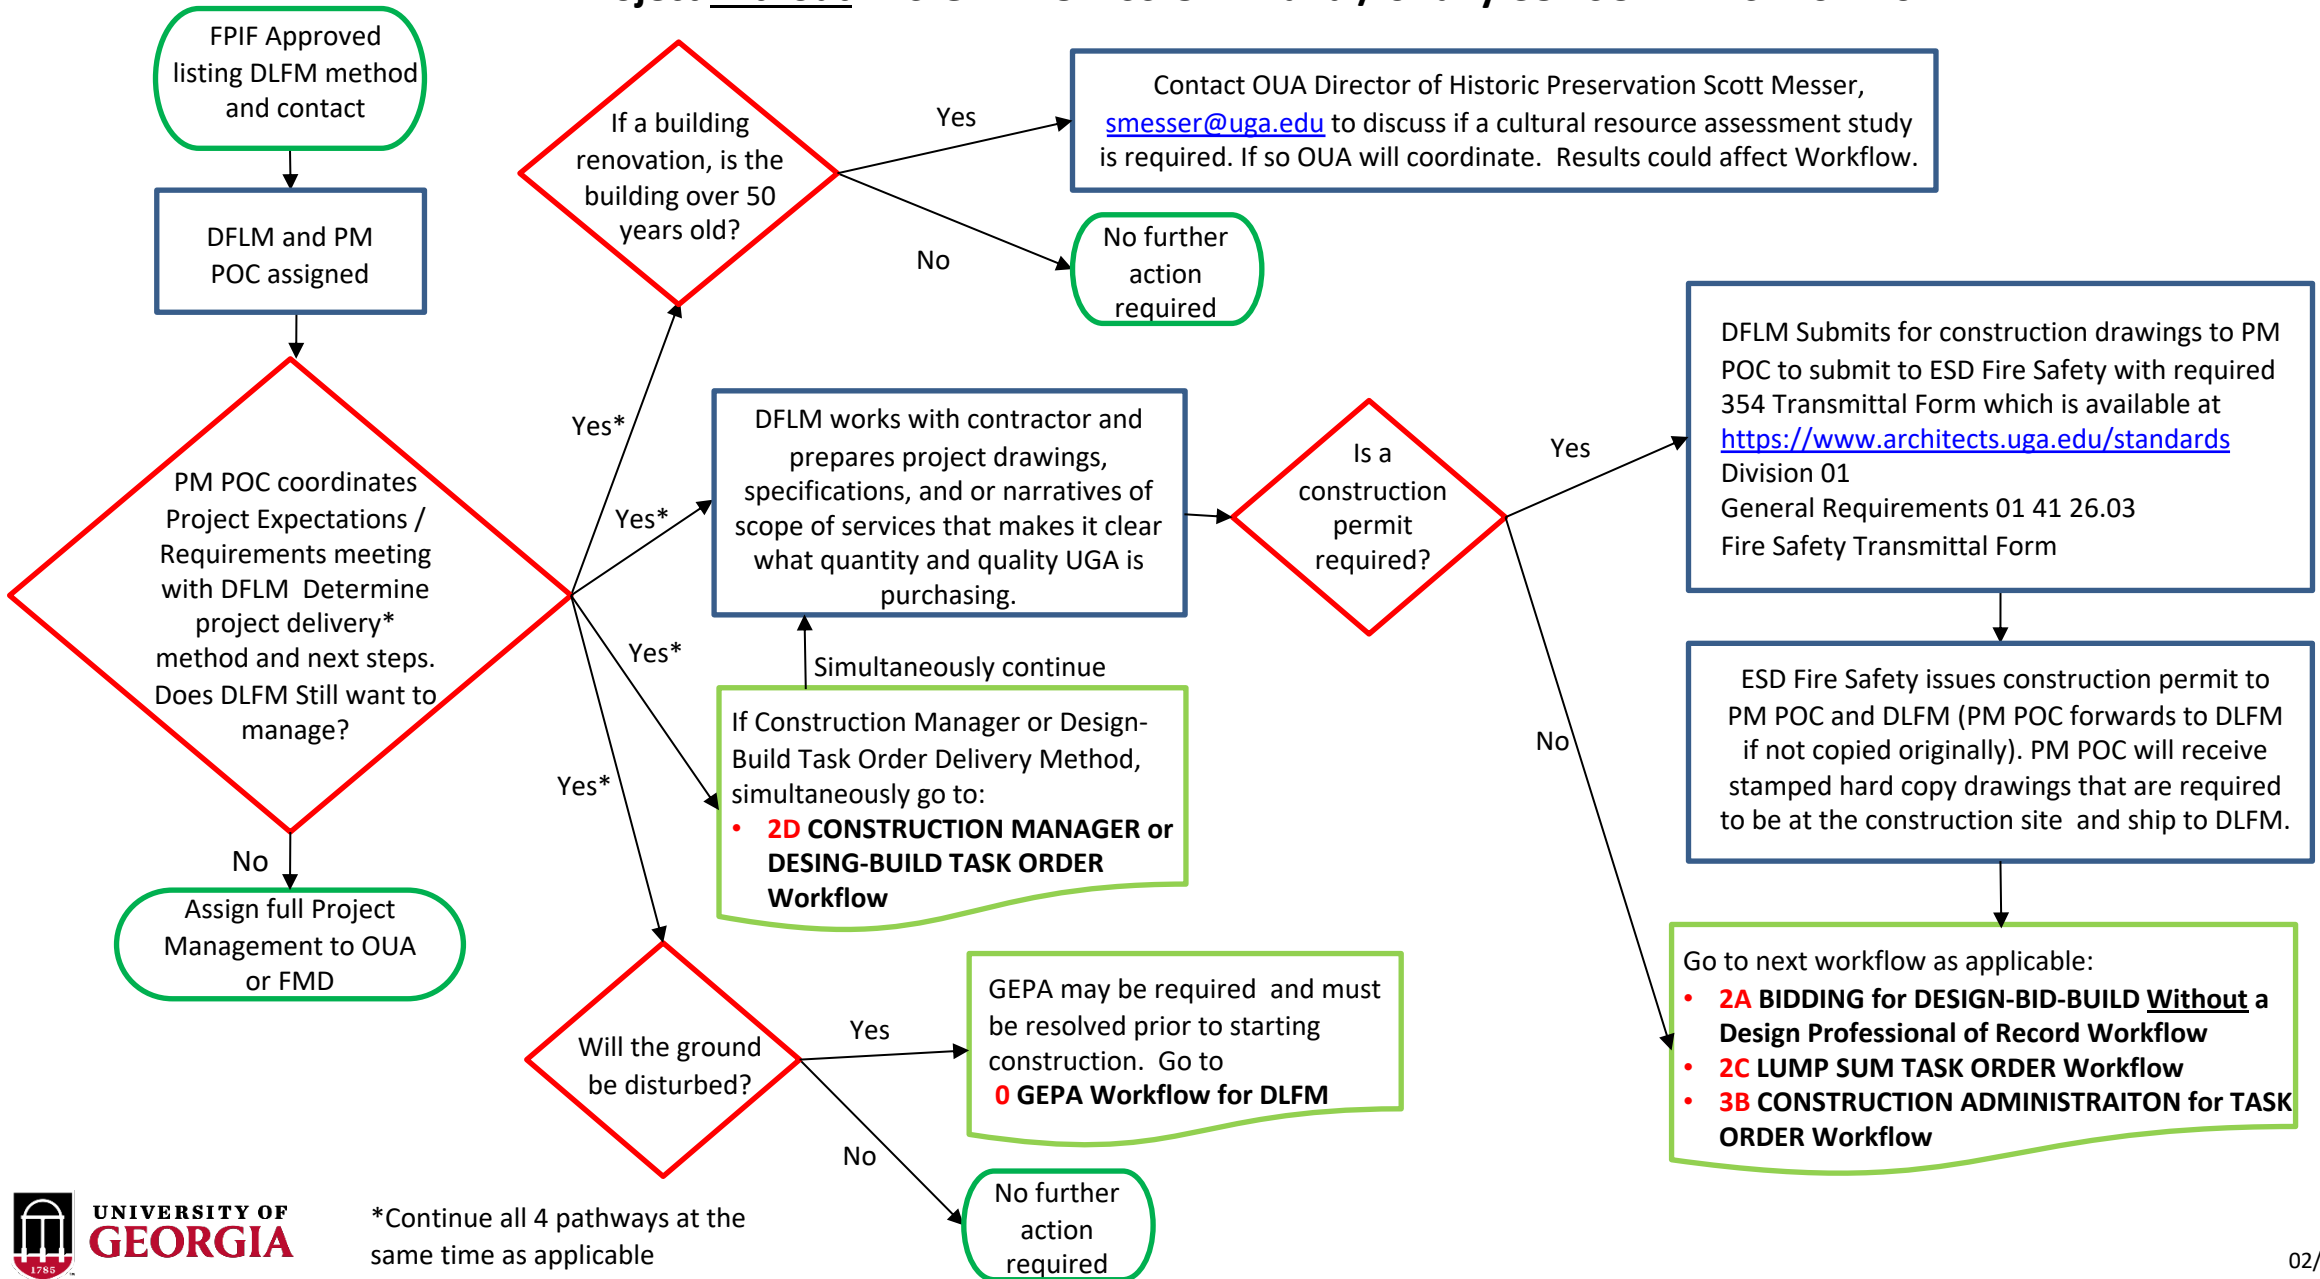 FPIF Approved
listing DLFM method
and contact
DFLM and PM
POC assigned
PM POC coordinates
Project Expectations /
Requirements meeting
with DFLM  Determine
project delivery*
method and next steps.
Does DLFM Still want to
manage?
No
Assign full Project
Management to OUA
or FMD
Yes*
Yes*
Yes*
Yes*
If a building
renovation, is the
building over 50
years old?
Yes
No
Contact OUA Director of Historic Preservation Scott Messer,
smesser@uga.edu to discuss if a cultural resource assessment study
is required. If so OUA will coordinate.  Results could affect Workflow.
No further
action
required
DFLM works with contractor and
prepares project drawings,
specifications, and or narratives of
scope of services that makes it clear
what quantity and quality UGA is
purchasing.
Simultaneously continue
If Construction Manager or Design-
Build Task Order Delivery Method,
simultaneously go to:
• 2D CONSTRUCTION MANAGER or
DESING-BUILD TASK ORDER
Workflow
Is a
construction
permit
required?
Yes
No
DFLM Submits for construction drawings to PM
POC to submit to ESD Fire Safety with required
354 Transmittal Form which is available at
https://www.architects.uga.edu/standards
Division 01
General Requirements 01 41 26.03
Fire Safety Transmittal Form
ESD Fire Safety issues construction permit to
PM POC and DLFM (PM POC forwards to DLFM
if not copied originally). PM POC will receive
stamped hard copy drawings that are required
to be at the construction site  and ship to DLFM.
Go to next workflow as applicable:
• 2A BIDDING for DESIGN-BID-BUILD Without a
Design Professional of Record Workflow
• 2C LUMP SUM TASK ORDER Workflow
• 3B CONSTRUCTION ADMINISTRAITON for TASK
ORDER Workflow
Will the ground
be disturbed?
Yes
No
GEPA may be required  and must
be resolved prior to starting
construction.  Go to
0 GEPA Workflow for DLFM
No further
action
required
1785
UNIVERSITY OF
GEORGIA
*Continue all 4 pathways at the
same time as applicable
02/